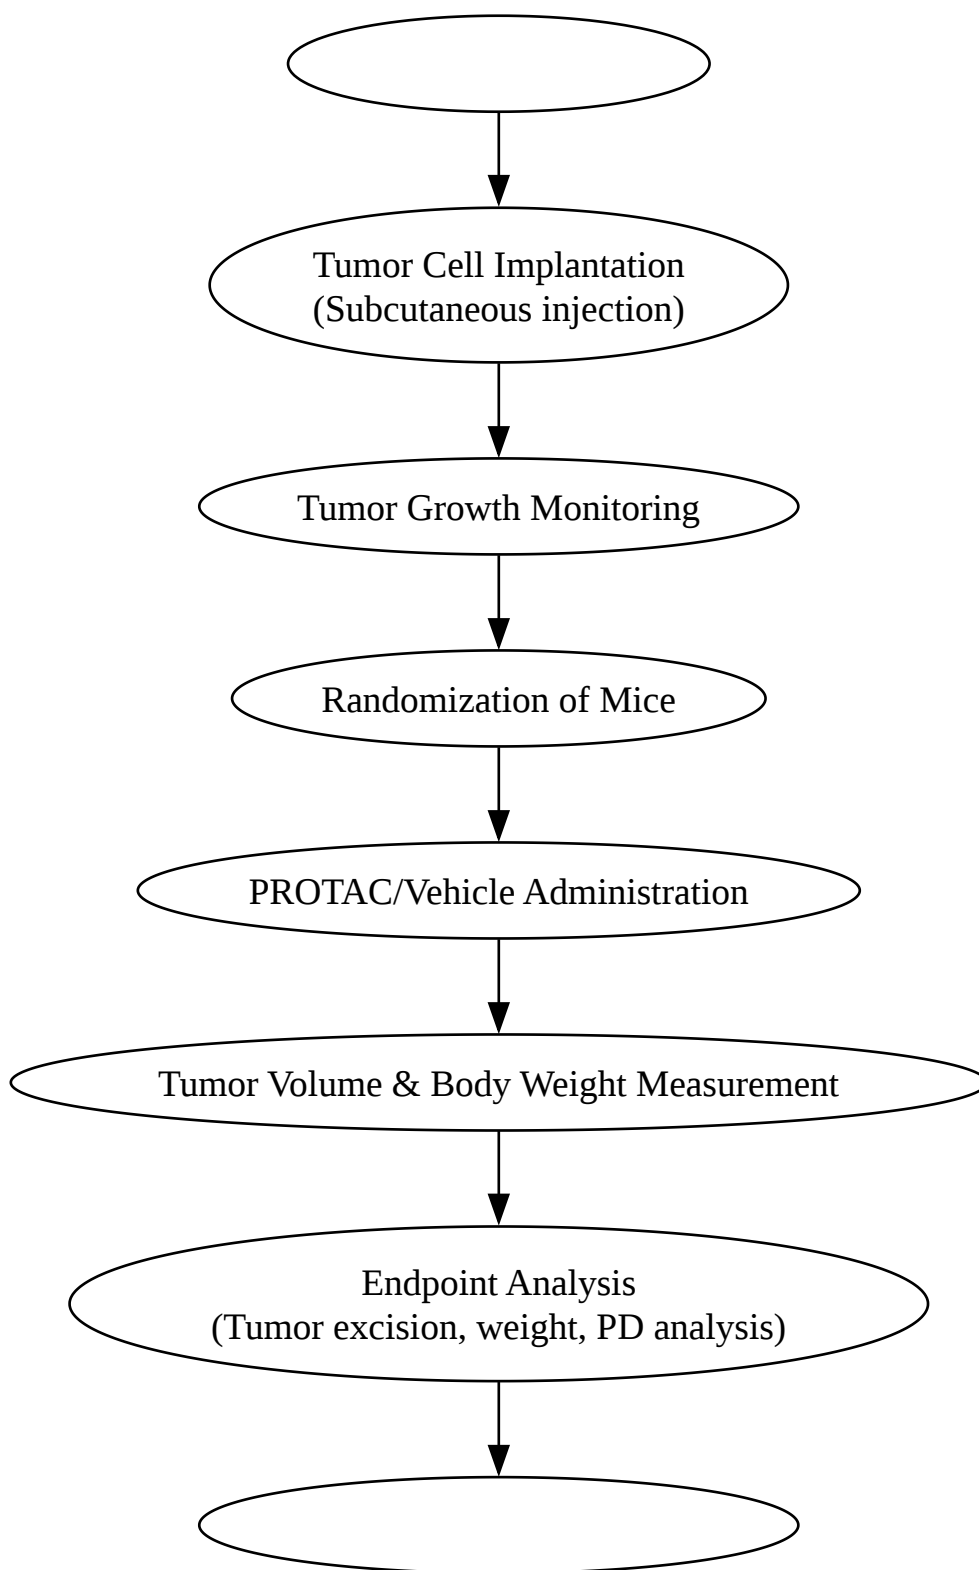 Tumor Cell Implantation
(Subcutaneous injection)
Tumor Growth Monitoring
Randomization of Mice
PROTAC/Vehicle Administration
Tumor Volume & Body Weight Measurement
Endpoint Analysis
(Tumor excision, weight, PD analysis)